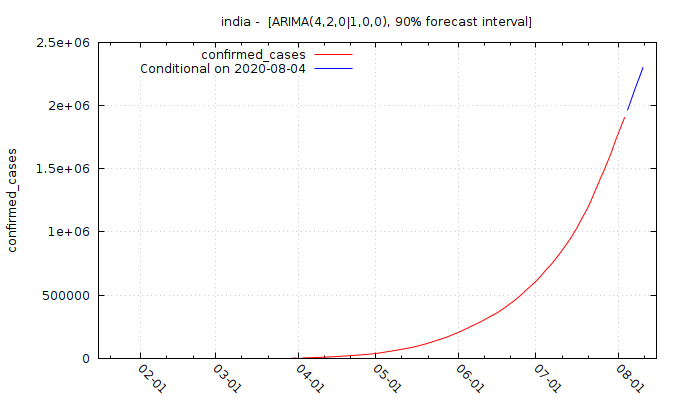 india -  [ARIMA(4,2,0|1,0,0), 90% forecast interval]
2.5e+06
confirmed_cases
Conditional on 2020-08-04
2e+06
1.5e+06
confirmed_cases
1e+06
500000
0
02-01
03-01
04-01
05-01
06-01
07-01
08-01